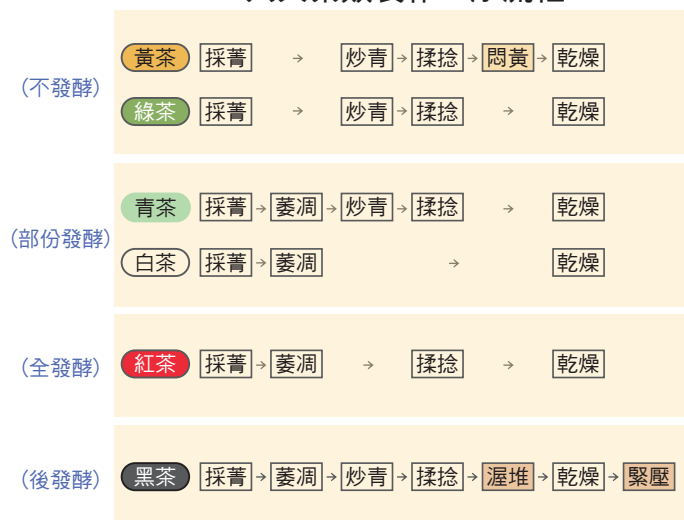 (不發酵)
黃茶 採菁 → 炒青 → 揉捻 → 悶黃 → 乾燥
綠茶 採菁 → 炒青 → 揉捻 → 乾燥
(部份發酵)
青茶 採菁 → 萎凋 → 炒青 → 揉捻 → 乾燥
白茶 採菁 → 萎凋 → 乾燥
(全發酵)
紅茶 採菁 → 萎凋 → 揉捻 → 乾燥
(後發酵)
黑茶 採菁 → 萎凋 → 炒青 → 揉捻 → 渥堆 → 乾燥 → 緊壓